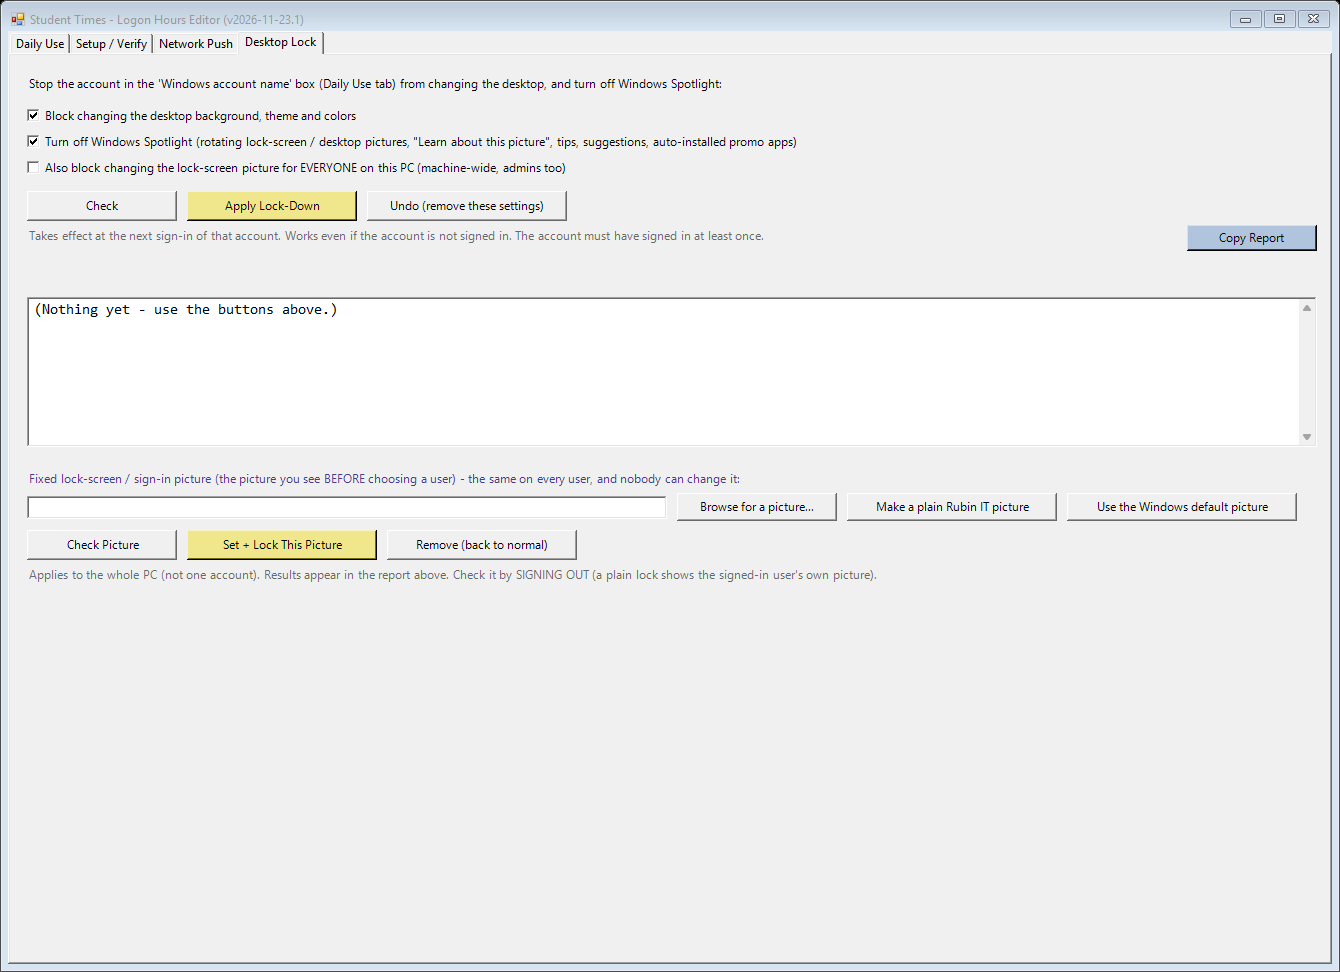 Student Times - Logon Hours Editor (v2026-11-23.1)
Daily Use
Setup / Verify
Network Push
Desktop Lock
Stop the account in the 'Windows account name' box (Daily Use tab) from changing the desktop, and turn off Windows Spotlight:
Block changing the desktop background, theme and colors
Turn off Windows Spotlight (rotating lock-screen / desktop pictures, "Learn about this picture", tips, suggestions, auto-installed promo apps)
Also block changing the lock-screen picture for EVERYONE on this PC (machine-wide, admins too)
Check
Apply Lock-Down
Undo (remove these settings)
Takes effect at the next sign-in of that account. Works even if the account is not signed in. The account must have signed in at least once.
Copy Report
(Nothing yet - use the buttons above.)
Fixed lock-screen / sign-in picture (the picture you see BEFORE choosing a user) - the same on every user, and nobody can change it:
Browse for a picture...
Make a plain Rubin IT picture
Use the Windows default picture
Check Picture
Set + Lock This Picture
Remove (back to normal)
Applies to the whole PC (not one account). Results appear in the report above. Check it by SIGNING OUT (a plain lock shows the signed-in user's own picture).